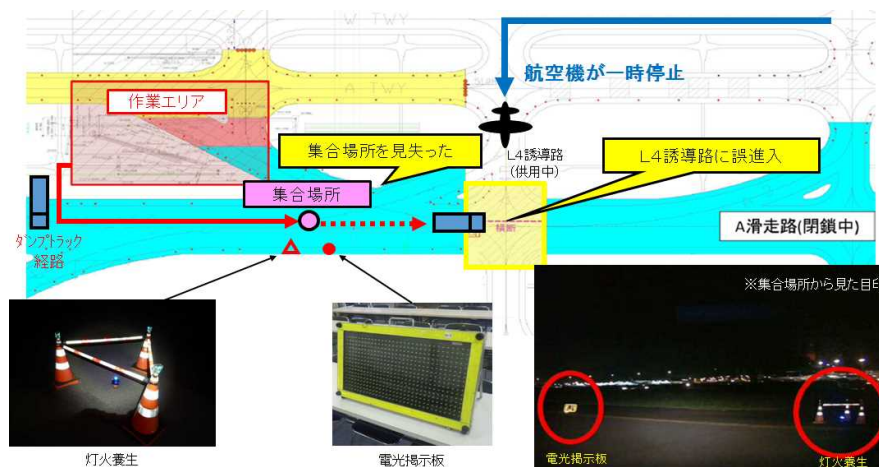 W TWY
航空機が一時停止
A TWY
作業エリア
集合場所を見失った
L4誘導路
(供用中)
L4誘導路に誤進入
集合場所
横断
A滑走路(閉鎖中)
ダンプトラック
経路
※集合場所から見た目印
灯火養生
電光掲示板
電光掲示板
灯火養生